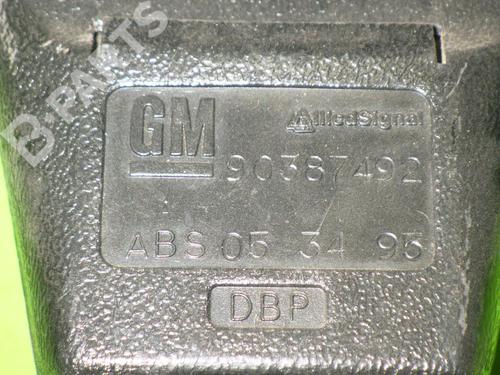 B-PARTS
GM AlliedSignal
90387492
ABS 05 34 95
DBP